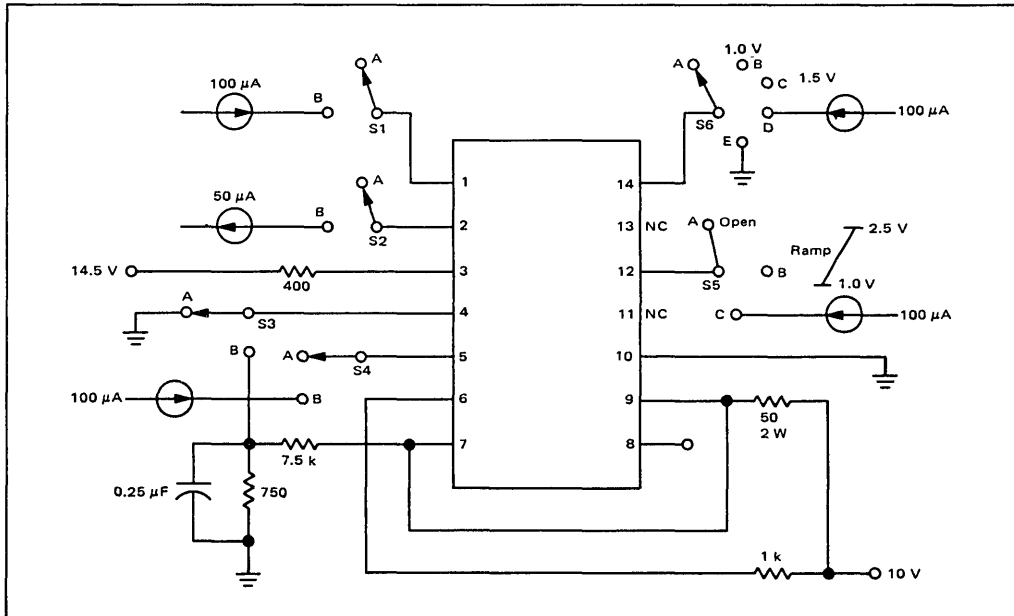 1.0 V
A
A
B
C
1.5 V
100 µA
B
S1
S6
D
100 µA
E
1
14
50 µA
B
A
S2
2
13
NC
A
Open
2.5 V
Ramp
14.5 V
400
3
12
S5
B
1.0 V
A
S3
4
11
NC
C
100 µA
B
A
S4
5
10
100 µA
B
6
9
50
2 W
7.5 k
7
8
0.25 µF
750
1 k
10 V